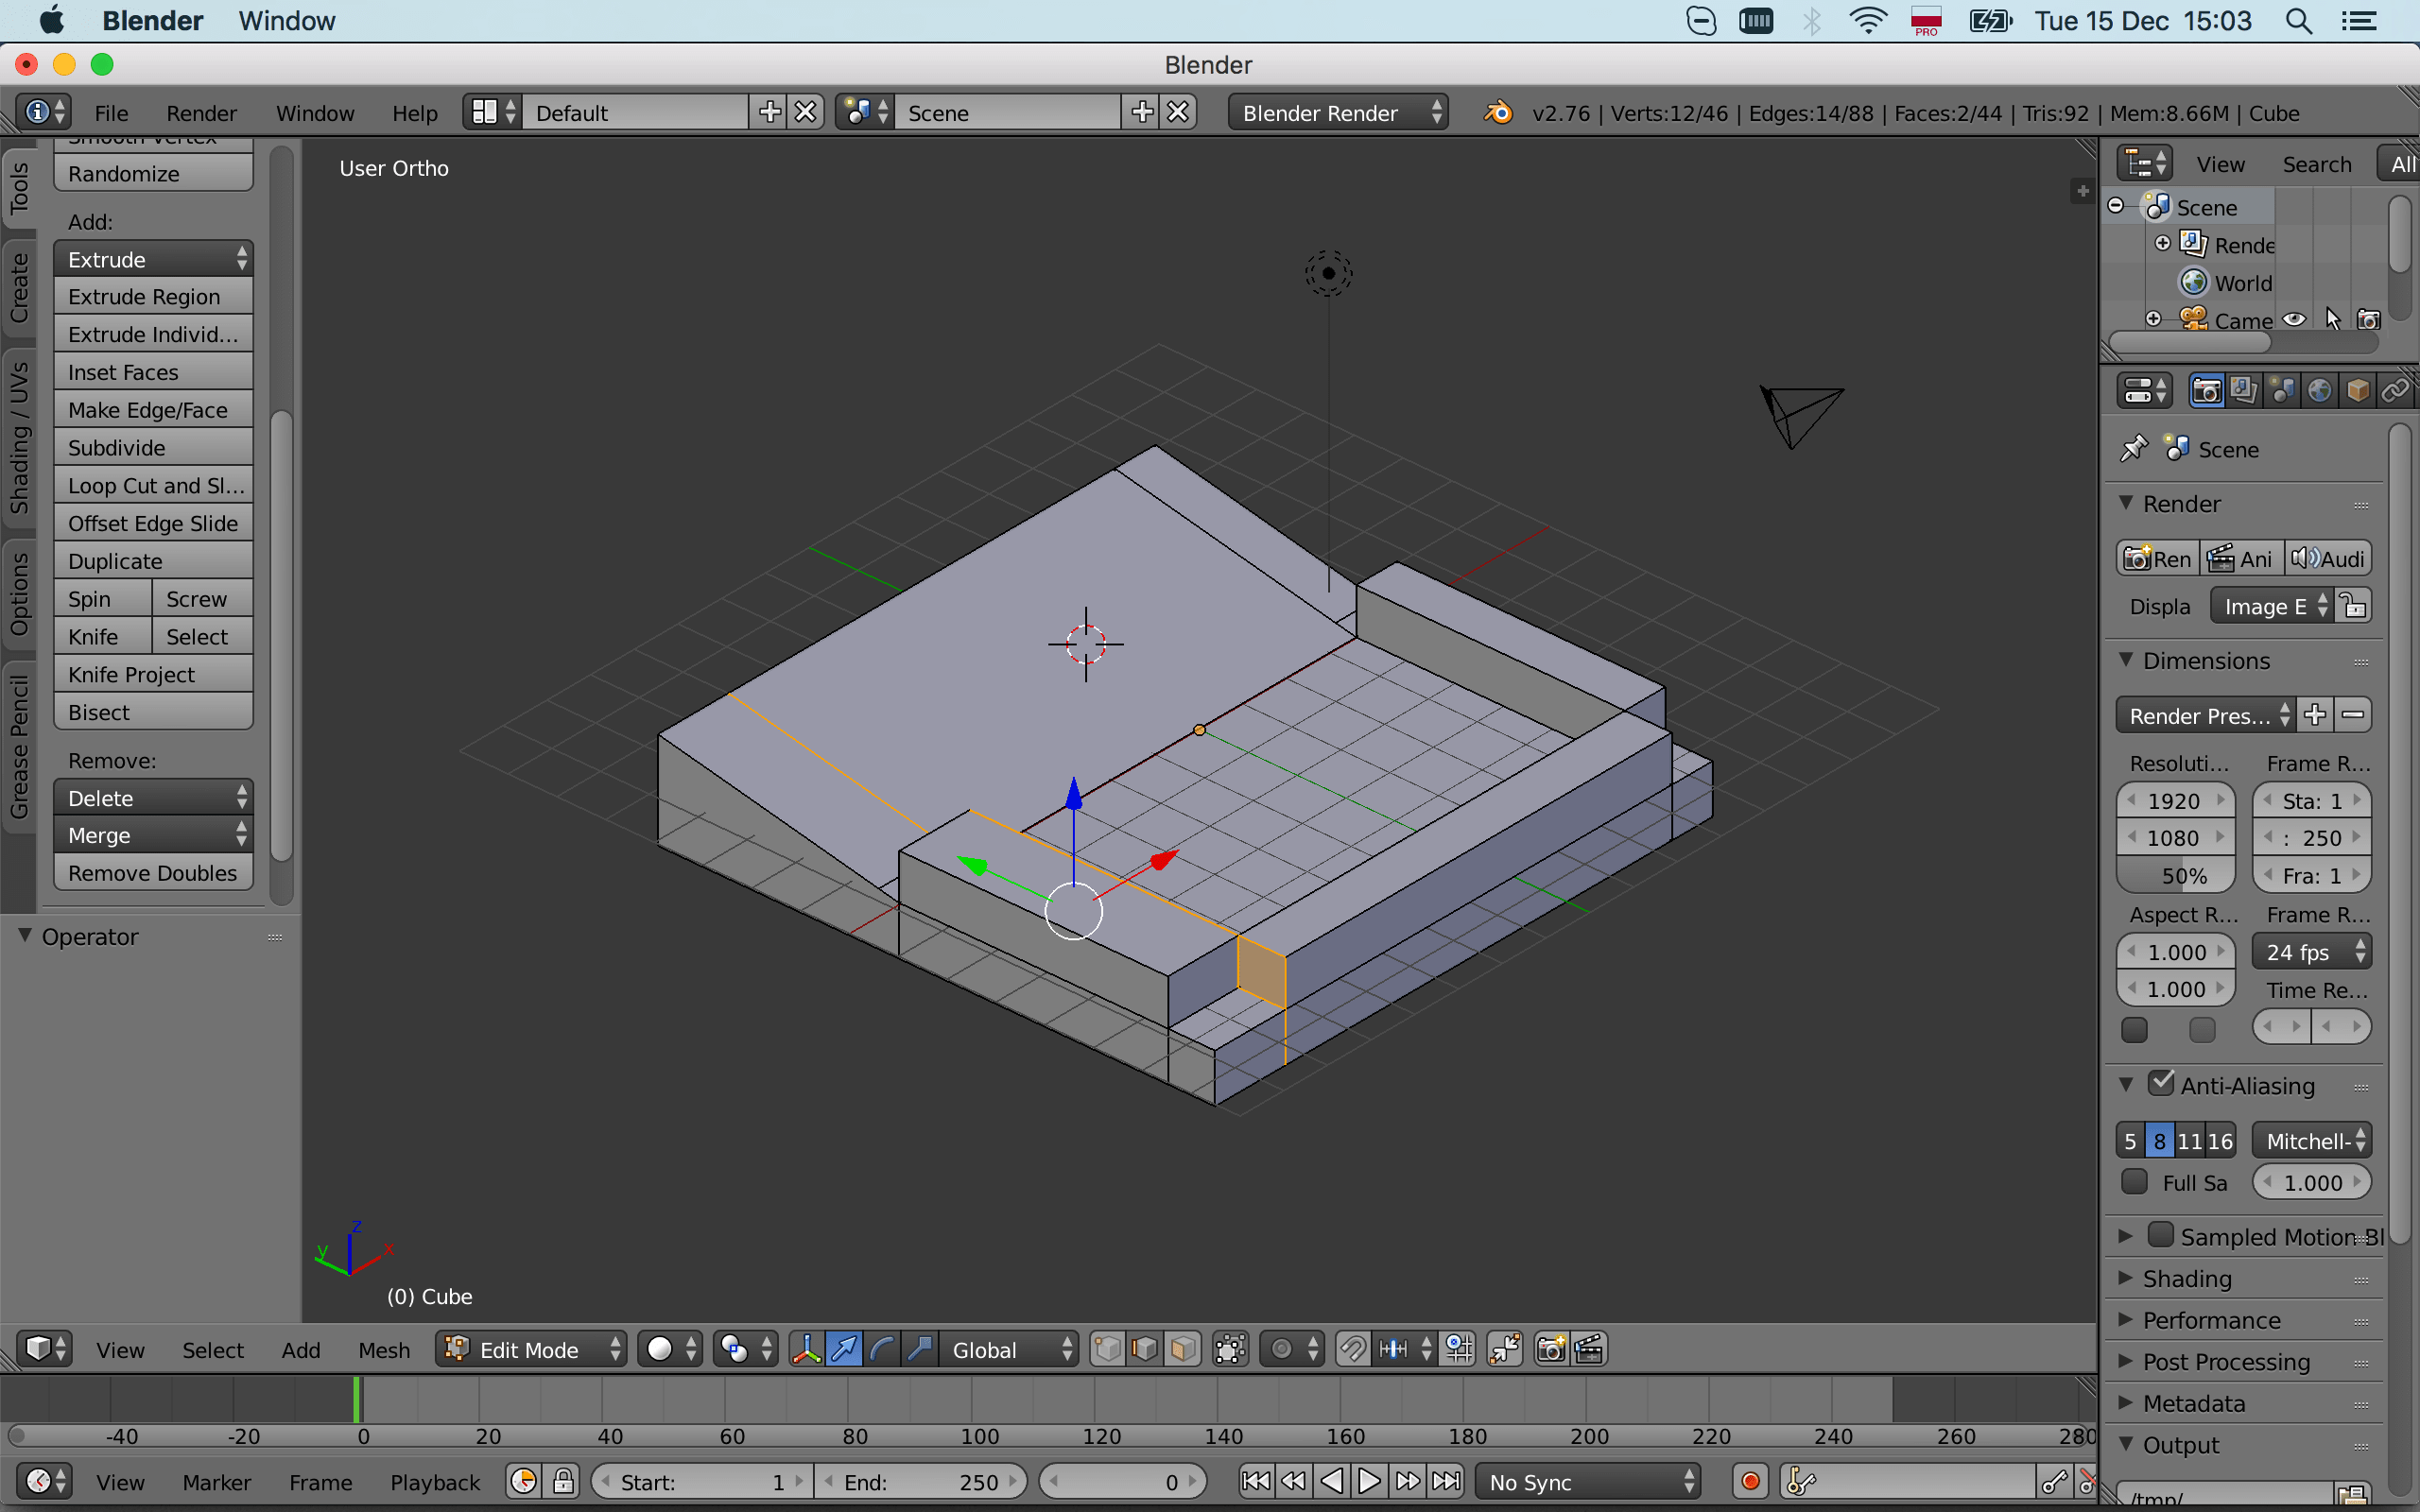 Blender Window PRO Tue 15 Dec 15:03
Blender
File Render Window Help Default Scene Blender Render v2.76 | Verts:12/46 | Edges:14/88 | Faces:2/44 | Tris:92 | Mem:8.66M | Cube
Tools
Create
Shading / UVs
Options
Grease Pencil
Smooth Vertex
Randomize
Add:
Extrude
Extrude Region
Extrude Individ...
Inset Faces
Make Edge/Face
Subdivide
Loop Cut and Sl...
Offset Edge Slide
Duplicate
Spin Screw
Knife Select
Knife Project
Bisect
Remove:
Delete
Merge
Remove Doubles
Operator
User Ortho
z
y x
(0) Cube
View Search All
Scene
Rende
World
Came
Scene
Render
Ren Ani Audi
Displa Image E
Dimensions
Render Pres...
Resoluti... Frame R...
1920 Sta: 1
1080 : 250
50% Fra: 1
Aspect R... Frame R...
1.000 24 fps
1.000 Time Re...
Anti-Aliasing
5 8 11 16 Mitchell-
Full Sa 1.000
Sampled Motion Bl
Shading
Performance
Post Processing
Metadata
Output
/tmp/
View Select Add Mesh Edit Mode Global
-40 -20 0 20 40 60 80 100 120 140 160 180 200 220 240 260 280
View Marker Frame Playback Start: 1 End: 250 0 No Sync